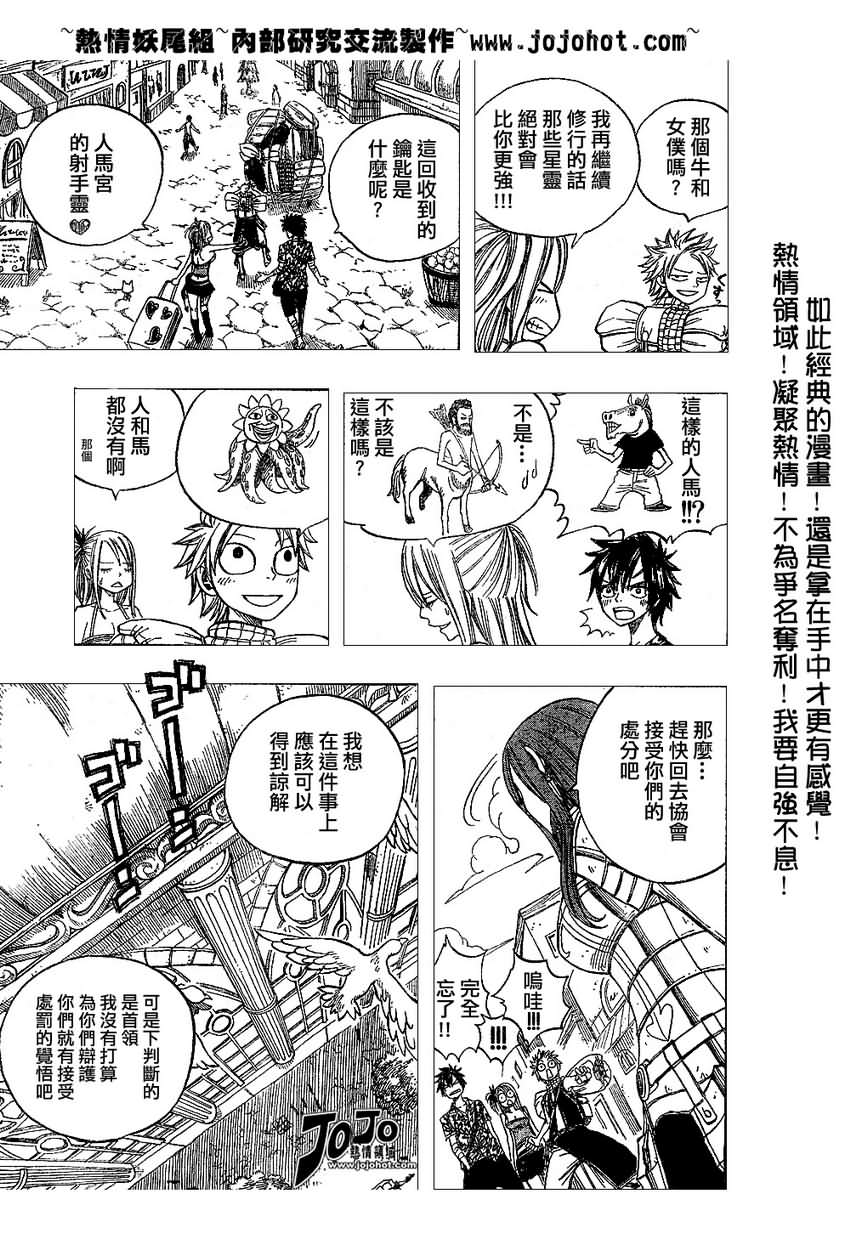 ~熱情妖尾組~內部研究交流製作~www.jojohot.com~
那個牛和
女僕嗎？
我再繼續
修行的話
那些星靈
絕對會
比你更強!!!
這回收到的
鑰匙是
什麼呢？
人馬宮
的射手靈
這樣的人馬!!?
不是…
不該是
這樣嗎？
人和馬
都沒有啊
那個
那麼…
趕快回去協會
接受你們的
處分吧
嗚哇!!!
!!!
完全
忘了!!
我想
在這件事上
應該可以
得到諒解
可是下判斷的
是首領
我沒有打算
為你們辯護
你們就有接受
處罰的覺悟吧
如此經典的漫畫！還是拿在手中才更有感覺！
熱情領域！凝聚熱情！不為爭名奪利！我要自強不息！
JOJO
熱情領域
www.jojohot.com